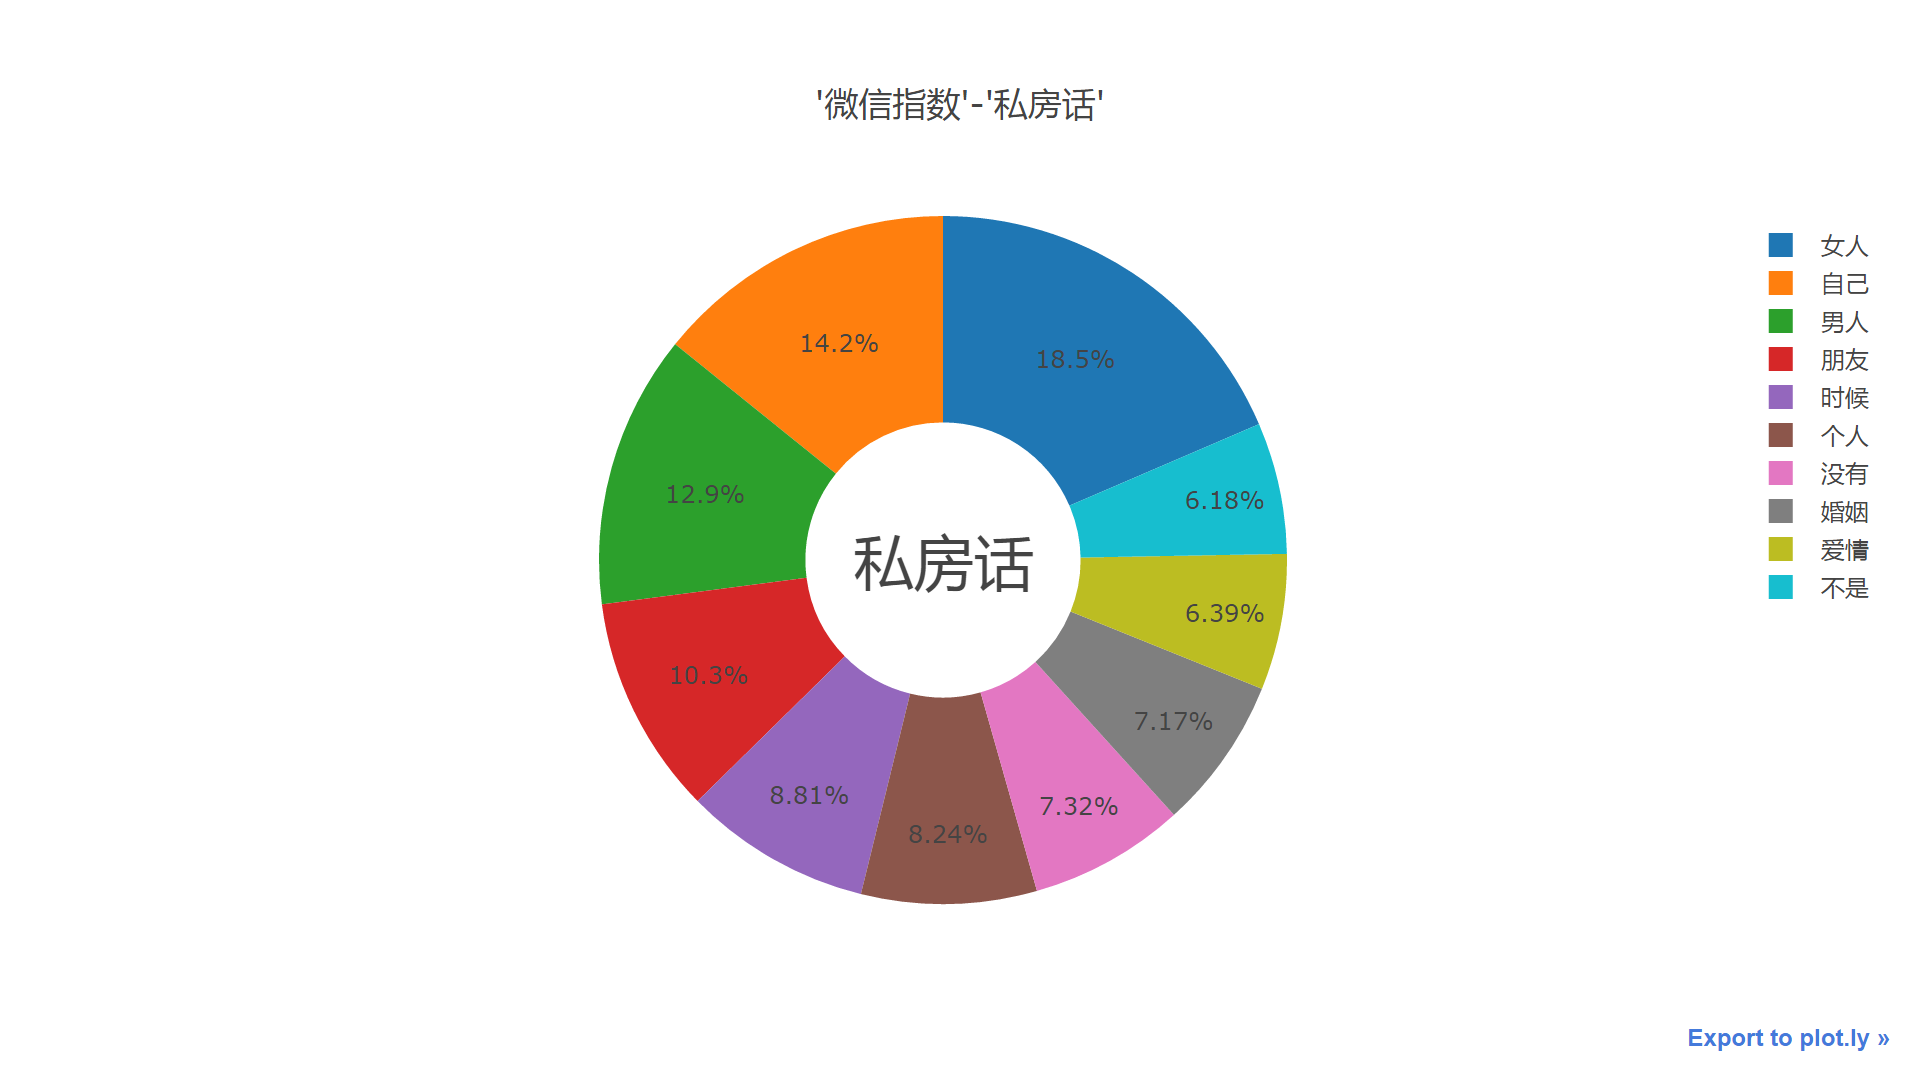 '微信指数'-'私房话'
14.2%
18.5%
12.9%
6.18%
私房话
6.39%
10.3%
7.17%
8.81%
7.32%
8.24%
女人
自己
男人
朋友
时候
个人
没有
婚姻
爱情
不是
Export to plot.ly »